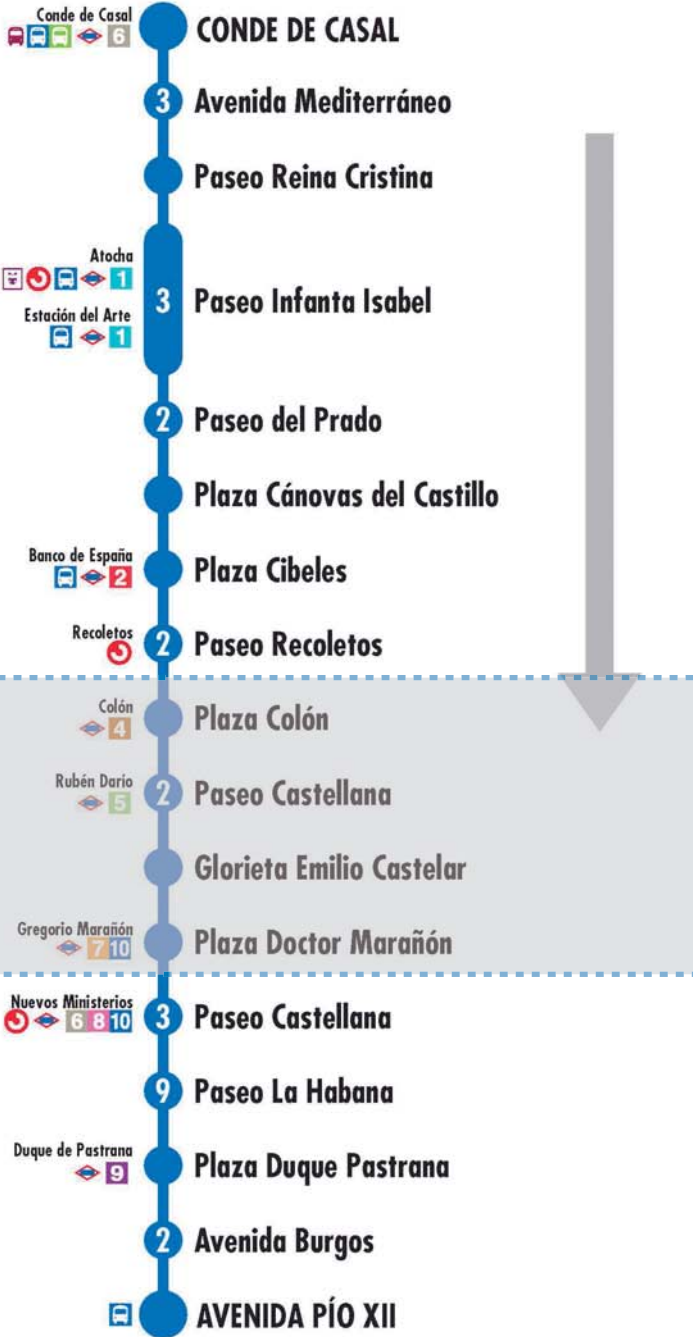 Conde de Casal
6
CONDE DE CASAL
3 Avenida Mediterráneo
Paseo Reina Cristina
Atocha
1
Estación del Arte
1
3 Paseo Infanta Isabel
2 Paseo del Prado
Plaza Cánovas del Castillo
Banco de España
2
Plaza Cibeles
Recoletos
2 Paseo Recoletos
Colón
4
Plaza Colón
Rubén Darío
5
2 Paseo Castellana
Glorieta Emilio Castelar
Gregorio Marañón
7 10
Plaza Doctor Marañón
Nuevos Ministerios
6 8 10
3 Paseo Castellana
9 Paseo La Habana
Duque de Pastrana
9
Plaza Duque Pastrana
2 Avenida Burgos
AVENIDA PÍO XII